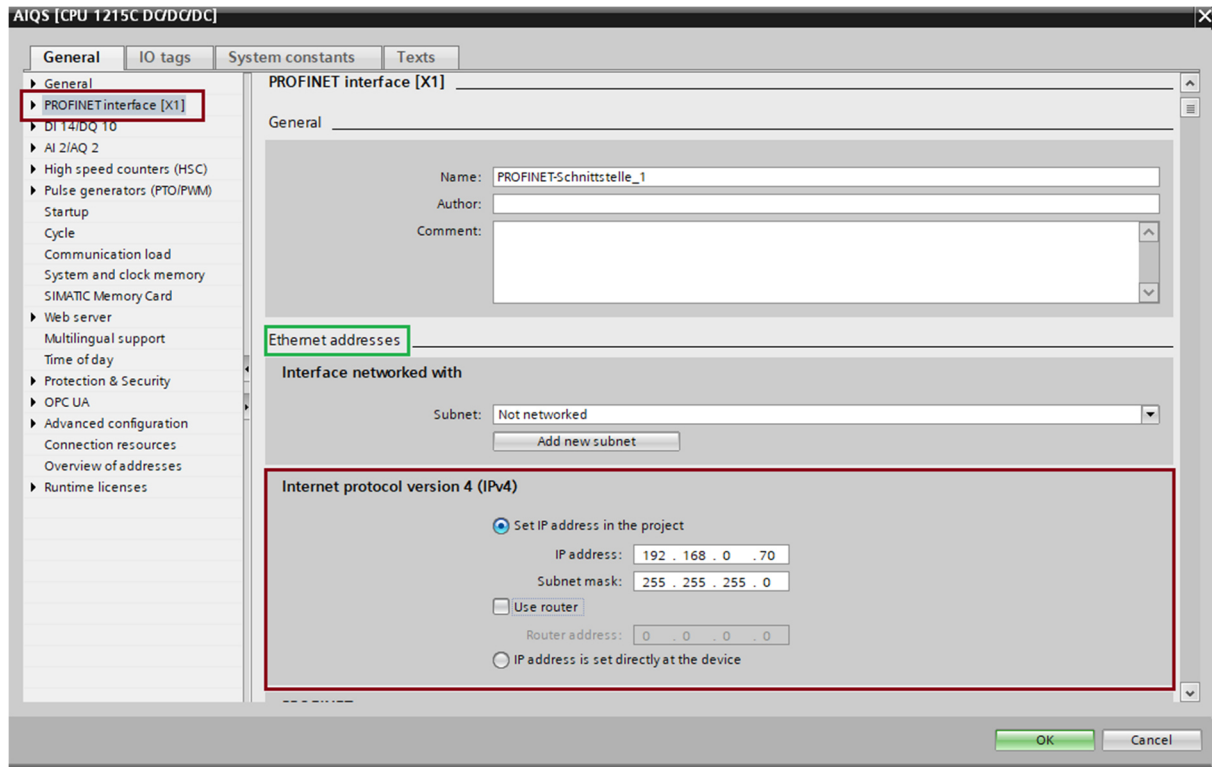 AIQS [CPU 1215C DC/DC/DC]
General IO tags System constants Texts
General
PROFINET interface [X1]
DI 14/DQ 10
AI 2/AQ 2
High speed counters (HSC)
Pulse generators (PTO/PWM)
Startup
Cycle
Communication load
System and clock memory
SIMATIC Memory Card
Web server
Multilingual support
Time of day
Protection & Security
OPC UA
Advanced configuration
Connection resources
Overview of addresses
Runtime licenses
PROFINET interface [X1]
General
Name: PROFINET-Schnittstelle_1
Author:
Comment:
Ethernet addresses
Interface networked with
Subnet: Not networked
Add new subnet
Internet protocol version 4 (IPv4)
Set IP address in the project
IP address: 192 . 168 . 0 . 70
Subnet mask: 255 . 255 . 255 . 0
Use router
Router address: 0 . 0 . 0 . 0
IP address is set directly at the device
OK Cancel